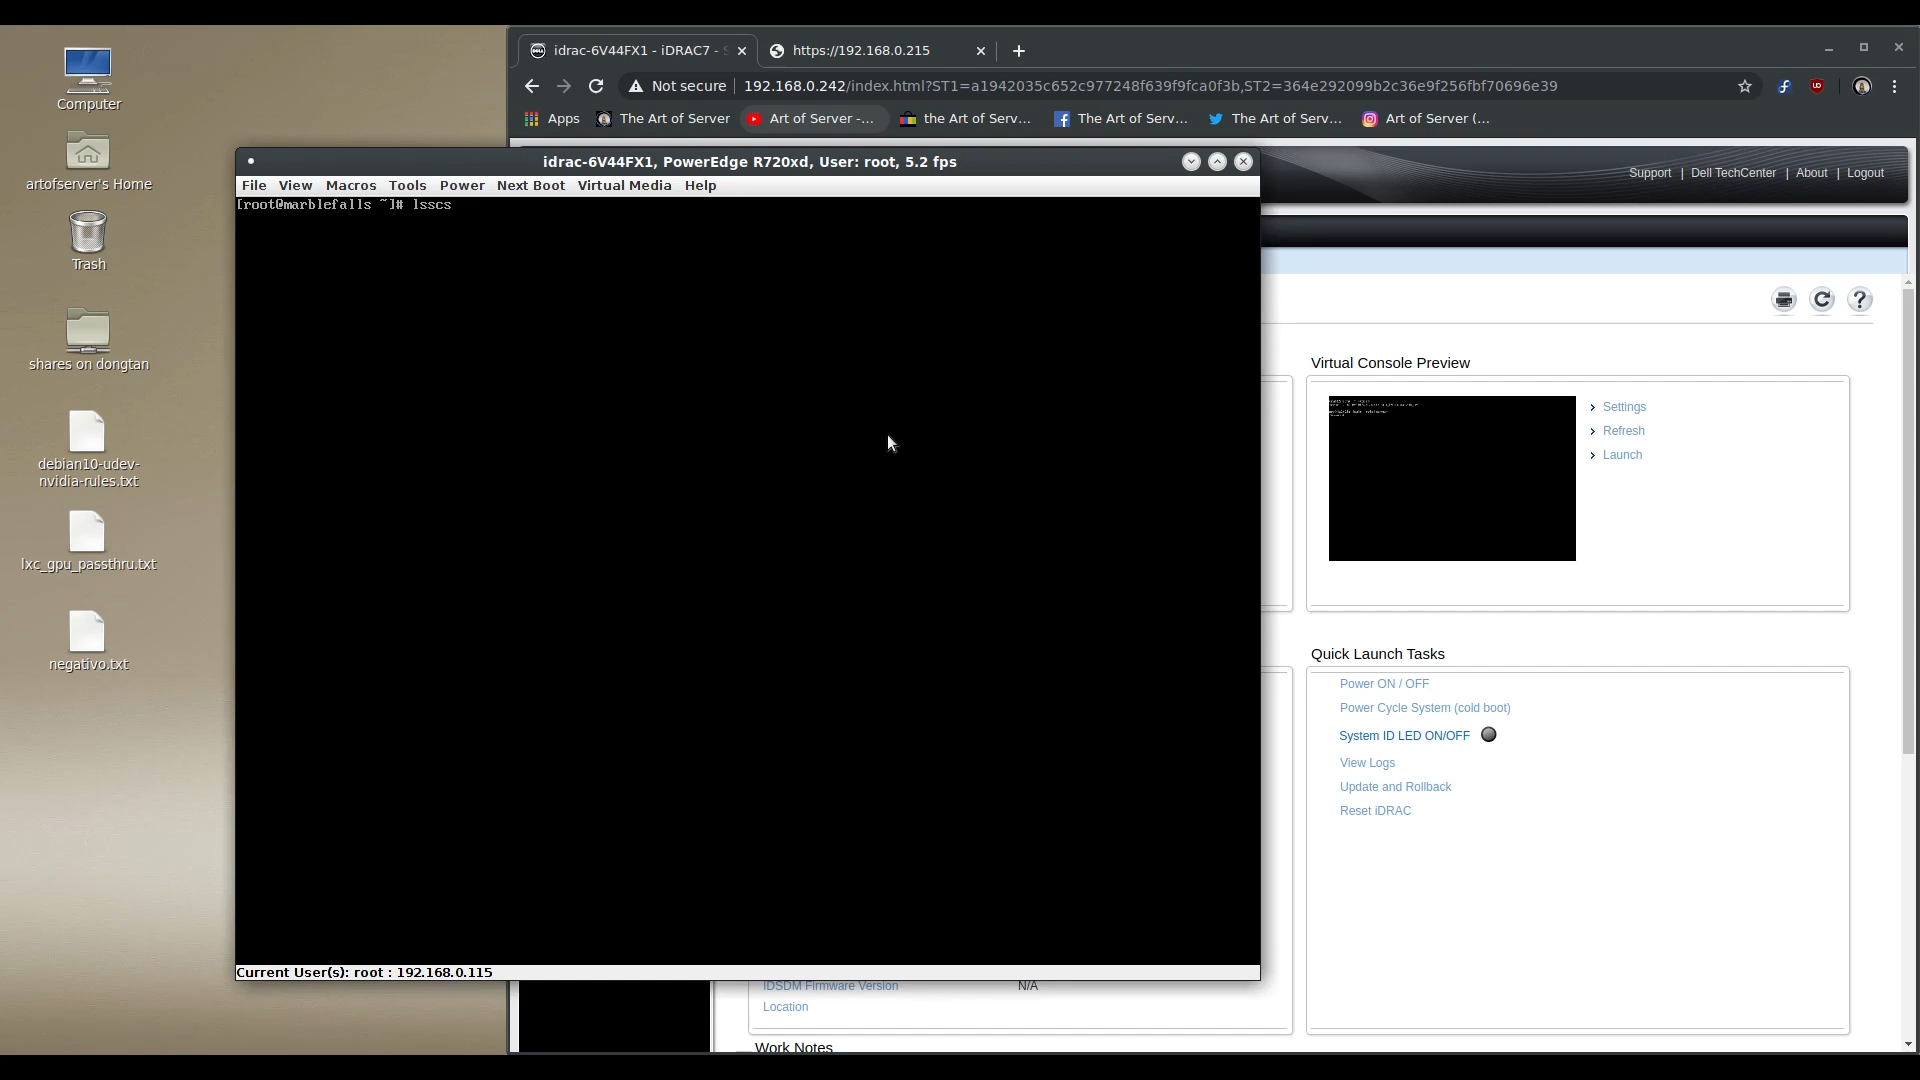 Computer
artofserver's Home
Trash
shares on dongtan
debian10-udev-
nvidia-rules.txt
lxc_gpu_passthru.txt
negativo.txt
idrac-6V44FX1 - iDRAC7 - S
https://192.168.0.215
Not secure
192.168.0.242/index.html?ST1=a1942035c652c977248f639f9fca0f3b,ST2=364e292099b2c36e9f256fbf70696e39
Apps
The Art of Server
Art of Server -...
the Art of Serv...
The Art of Serv...
The Art of Serv...
Art of Server (...
idrac-6V44FX1, PowerEdge R720xd, User: root, 5.2 fps
File View Macros Tools Power Next Boot Virtual Media Help
[root@marblefalls ~]# lsscs
Current User(s): root : 192.168.0.115
Support | Dell TechCenter | About | Logout
Virtual Console Preview
Settings
Refresh
Launch
Quick Launch Tasks
Power ON / OFF
Power Cycle System (cold boot)
System ID LED ON/OFF
View Logs
Update and Rollback
Reset iDRAC
IDSDM Firmware Version N/A
Location
Work Notes